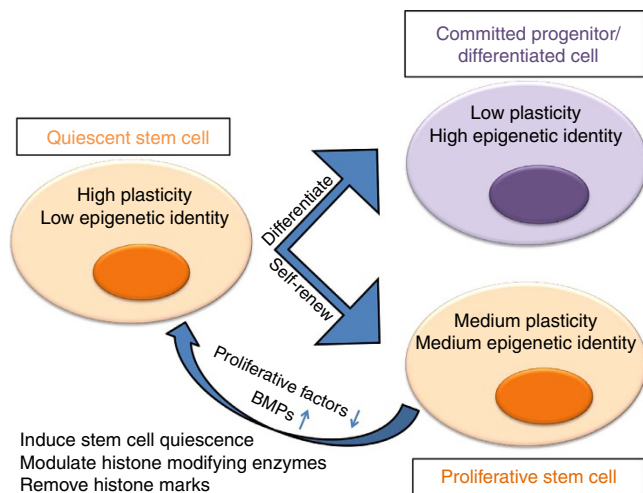 Committed progenitor/
differentiated cell
Low plasticity
High epigenetic identity
Quiescent stem cell
High plasticity
Low epigenetic identity
Differentiate
Self-renew
Medium plasticity
Medium epigenetic identity
Proliferative stem cell
Proliferative factors ↓
BMPs ↑
Induce stem cell quiescence
Modulate histone modifying enzymes
Remove histone marks